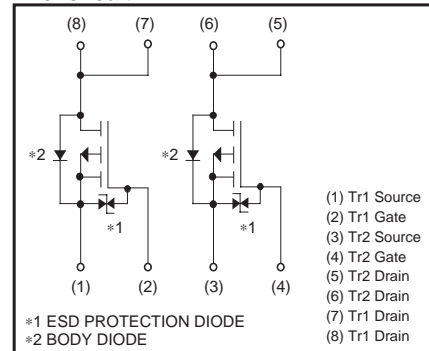 (8) (7) (6) (5)
∗2 ∗2
∗1 ∗1
(1) (2) (3) (4)
(1) Tr1 Source
(2) Tr1 Gate
(3) Tr2 Source
(4) Tr2 Gate
(5) Tr2 Drain
(6) Tr2 Drain
(7) Tr1 Drain
(8) Tr1 Drain
∗1 ESD PROTECTION DIODE
∗2 BODY DIODE